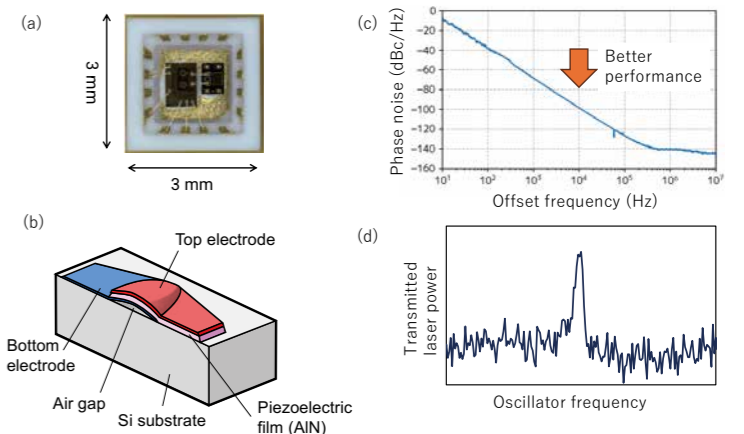 (a)
3 mm
3 mm
(b)
Top electrode
Bottom
electrode
Air gap
Si substrate
Piezoelectric
film (AlN)
(c)
Phase noise (dBc/Hz)
0
−20
−40
−60
−80
−100
−120
−140
−160
Better
performance
10¹
10²
10³
10⁴
10⁵
10⁶
10⁷
Offset frequency (Hz)
(d)
Transmitted
laser power
Oscillator frequency